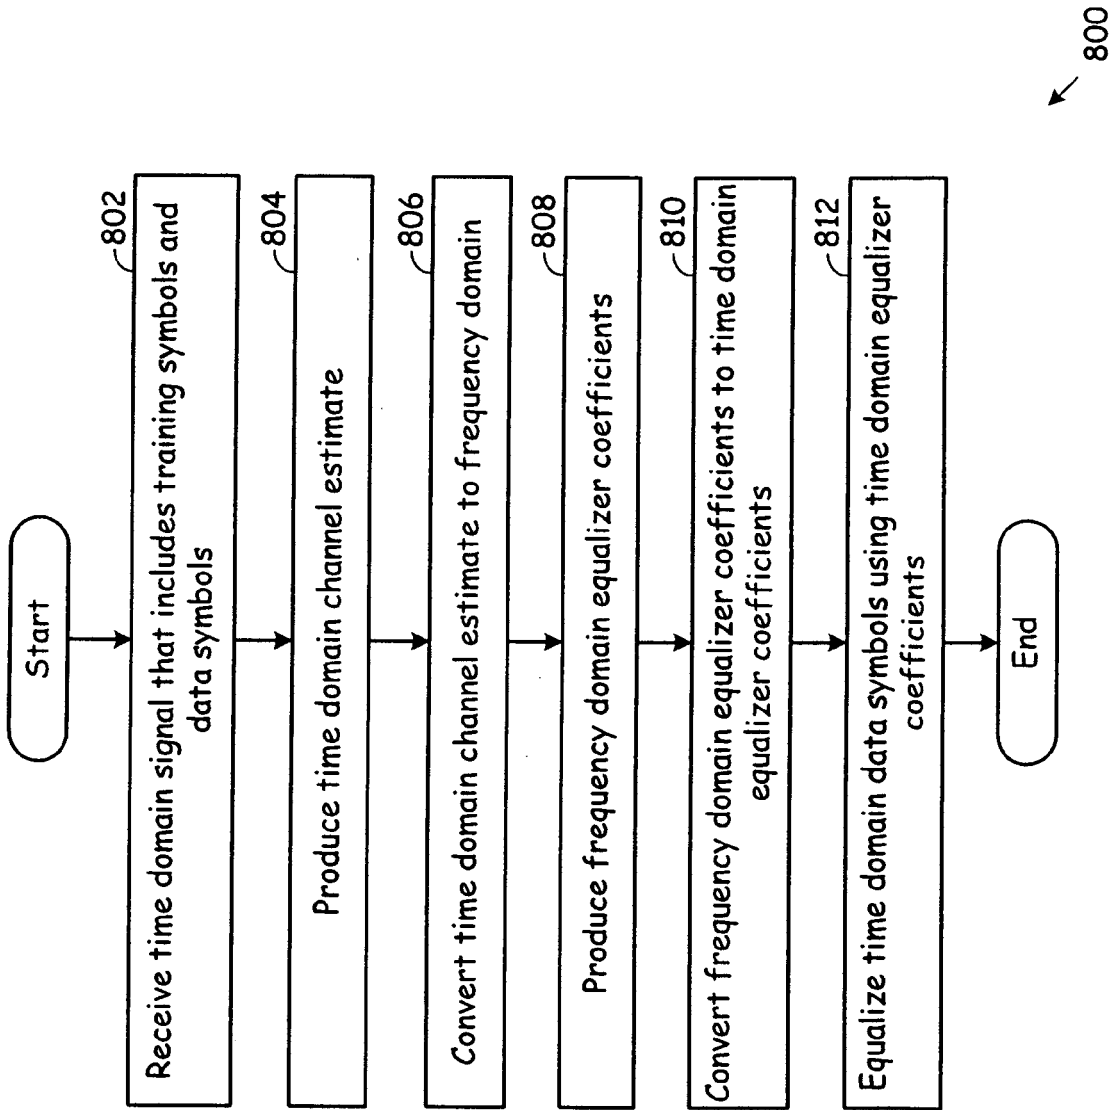 Start
802
Receive time domain signal that includes training symbols and
data symbols
804
Produce time domain channel estimate
806
Convert time domain channel estimate to frequency domain
808
Produce frequency domain equalizer coefficients
810
Convert frequency domain equalizer coefficients to time domain
equalizer coefficients
812
Equalize time domain data symbols using time domain equalizer
coefficients
End
800